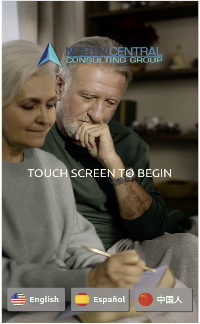 CENTRAL
CONSULTING GROUP
TOUCH SCREEN TO BEGIN
English
Español
中国人